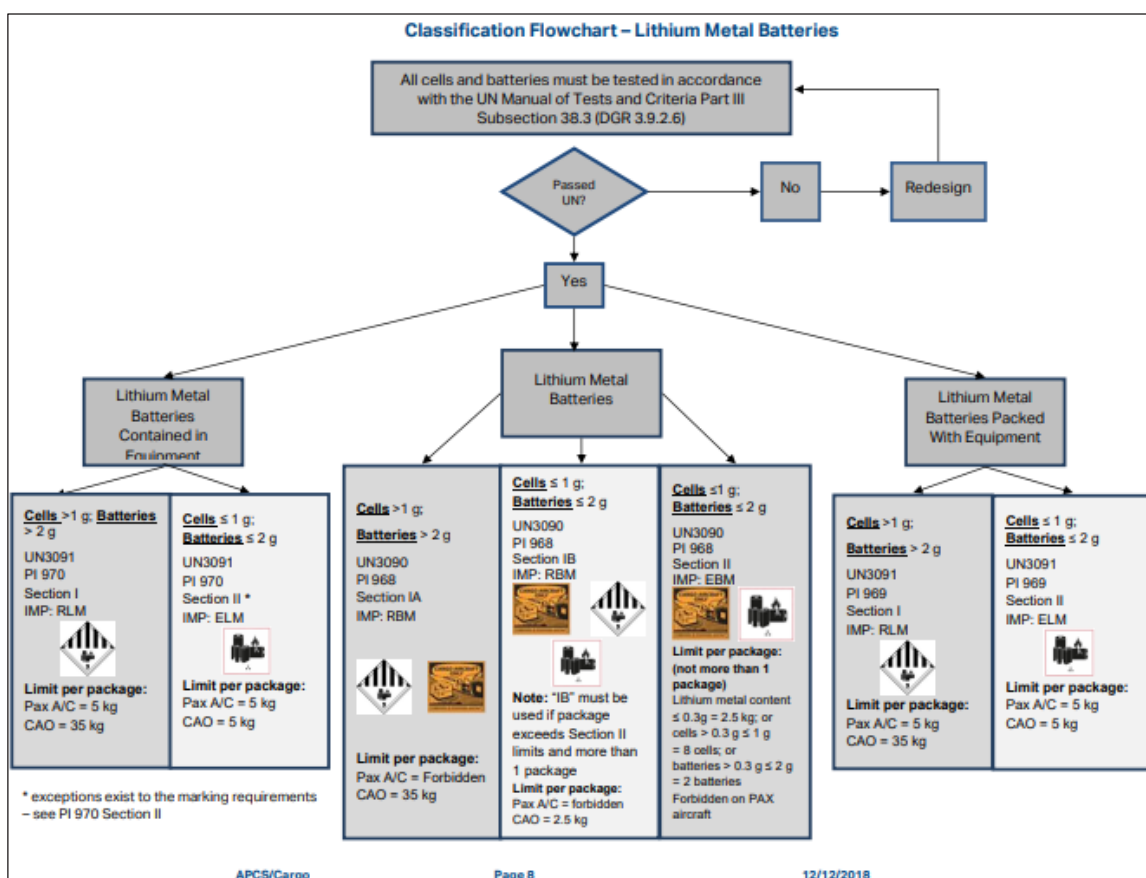 Classification Flowchart – Lithium Metal Batteries
All cells and batteries must be tested in accordance
with the UN Manual of Tests and Criteria Part III
Subsection 38.3 (DGR 3.9.2.6)
Passed
UN?
No
Redesign
Yes
Lithium Metal
Batteries
Contained in
Equipment
Lithium Metal
Batteries
Lithium Metal
Batteries Packed
With Equipment
Cells >1 g; Batteries
> 2 g
UN3091
PI 970
Section I
IMP: RLM
Limit per package:
Pax A/C = 5 kg
CAO = 35 kg
Cells ≤ 1 g;
Batteries ≤ 2 g
UN3091
PI 970
Section II *
IMP: ELM
Limit per package:
Pax A/C = 5 kg
CAO = 5 kg
* exceptions exist to the marking requirements
– see PI 970 Section II
Cells >1 g;
Batteries > 2 g
UN3090
PI 968
Section IA
IMP: RBM
Limit per package:
Pax A/C = Forbidden
CAO = 35 kg
Cells ≤ 1 g;
Batteries ≤ 2 g
UN3090
PI 968
Section IB
IMP: RBM
CARGO AIRCRAFT
Note: “IB” must be
used if package
exceeds Section II
limits and more than
1 package
Limit per package:
Pax A/C = forbidden
CAO = 2.5 kg
Cells ≤1 g;
Batteries ≤ 2 g
UN3090
PI 968
Section II
IMP: EBM
CARGO AIRCRAFT
Limit per package:
(not more than 1
package)
Lithium metal content
≤ 0.3g = 2.5 kg; or
cells > 0.3 g ≤ 1 g
= 8 cells; or
batteries > 0.3 g ≤ 2 g
= 2 batteries
Forbidden on PAX
aircraft
Cells >1 g;
Batteries > 2 g
UN3091
PI 969
Section I
IMP: RLM
Limit per package:
Pax A/C = 5 kg
CAO = 35 kg
Cells ≤ 1 g;
Batteries ≤ 2 g
UN3091
PI 969
Section II
IMP: ELM
Limit per package:
Pax A/C = 5 kg
CAO = 5 kg
APCS/Cargo Page 8 12/12/2018